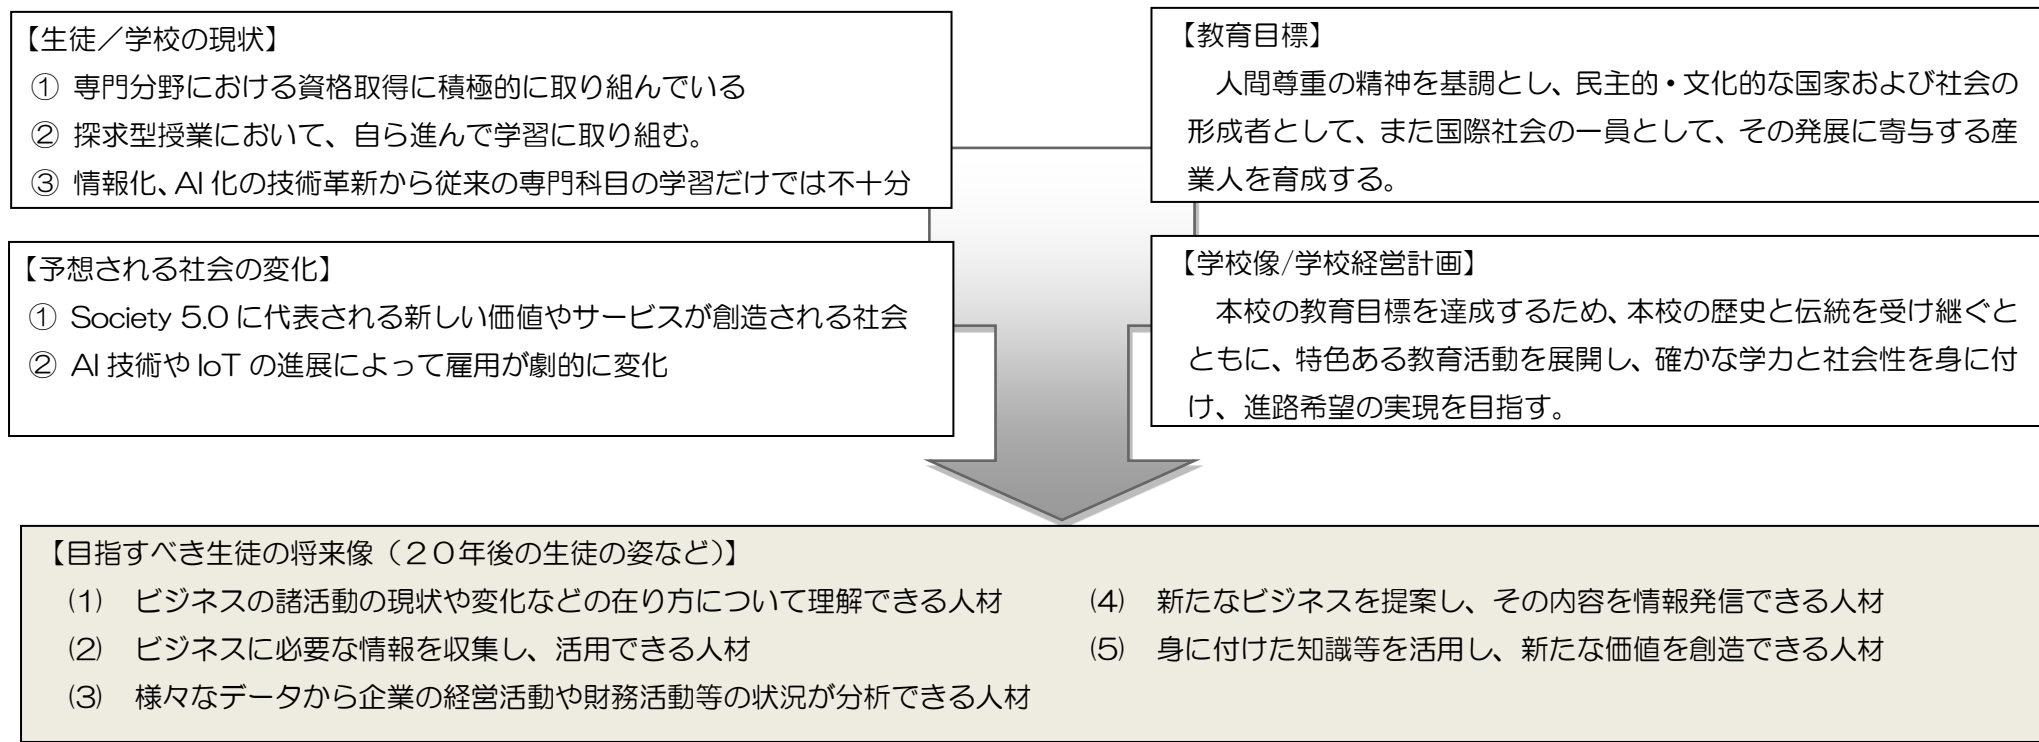 【生徒／学校の現状】
① 専門分野における資格取得に積極的に取り組んでいる
② 探求型授業において、自ら進んで学習に取り組む。
③ 情報化、AI 化の技術革新から従来の専門科目の学習だけでは不十分
【教育目標】
人間尊重の精神を基調とし、民主的・文化的な国家および社会の
形成者として、また国際社会の一員として、その発展に寄与する産
業人を育成する。
【予想される社会の変化】
① Society 5.0 に代表される新しい価値やサービスが創造される社会
② AI 技術や IoT の進展によって雇用が劇的に変化
【学校像/学校経営計画】
本校の教育目標を達成するため、本校の歴史と伝統を受け継ぐと
ともに、特色ある教育活動を展開し、確かな学力と社会性を身に付
け、進路希望の実現を目指す。
【目指すべき生徒の将来像（２０年後の生徒の姿など）】
⑴ ビジネスの諸活動の現状や変化などの在り方について理解できる人材
⑵ ビジネスに必要な情報を収集し、活用できる人材
⑶ 様々なデータから企業の経営活動や財務活動等の状況が分析できる人材
⑷ 新たなビジネスを提案し、その内容を情報発信できる人材
⑸ 身に付けた知識等を活用し、新たな価値を創造できる人材